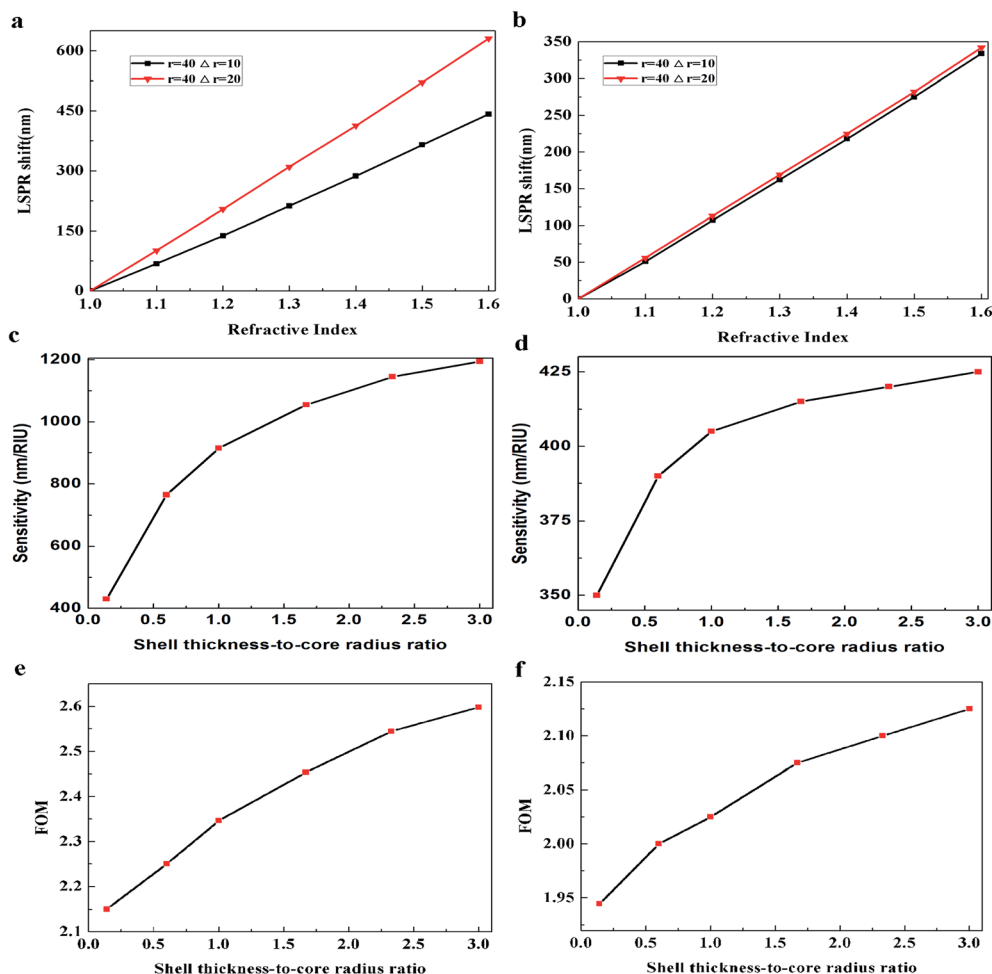 a
LSPR shift(nm)
600
450
300
150
0
r=40 △ r=10
r=40 △ r=20
1.0 1.1 1.2 1.3 1.4 1.5 1.6
Refractive Index
b
LSPR shift(nm)
350
300
250
200
150
100
50
0
r=40 △ r=10
r=40 △ r=20
1.0 1.1 1.2 1.3 1.4 1.5 1.6
Refractive Index
c
Sensitivity (nm/RIU)
1200
1000
800
600
400
0.0 0.5 1.0 1.5 2.0 2.5 3.0
Shell thickness-to-core radius ratio
d
Sensitivity (nm/RIU)
425
400
375
350
0.0 0.5 1.0 1.5 2.0 2.5 3.0
Shell thickness-to-core radius ratio
e
FOM
2.6
2.5
2.4
2.3
2.2
2.1
0.0 0.5 1.0 1.5 2.0 2.5 3.0
Shell thickness-to-core radius ratio
f
FOM
2.15
2.10
2.05
2.00
1.95
0.0 0.5 1.0 1.5 2.0 2.5 3.0
Shell thickness-to-core radius ratio